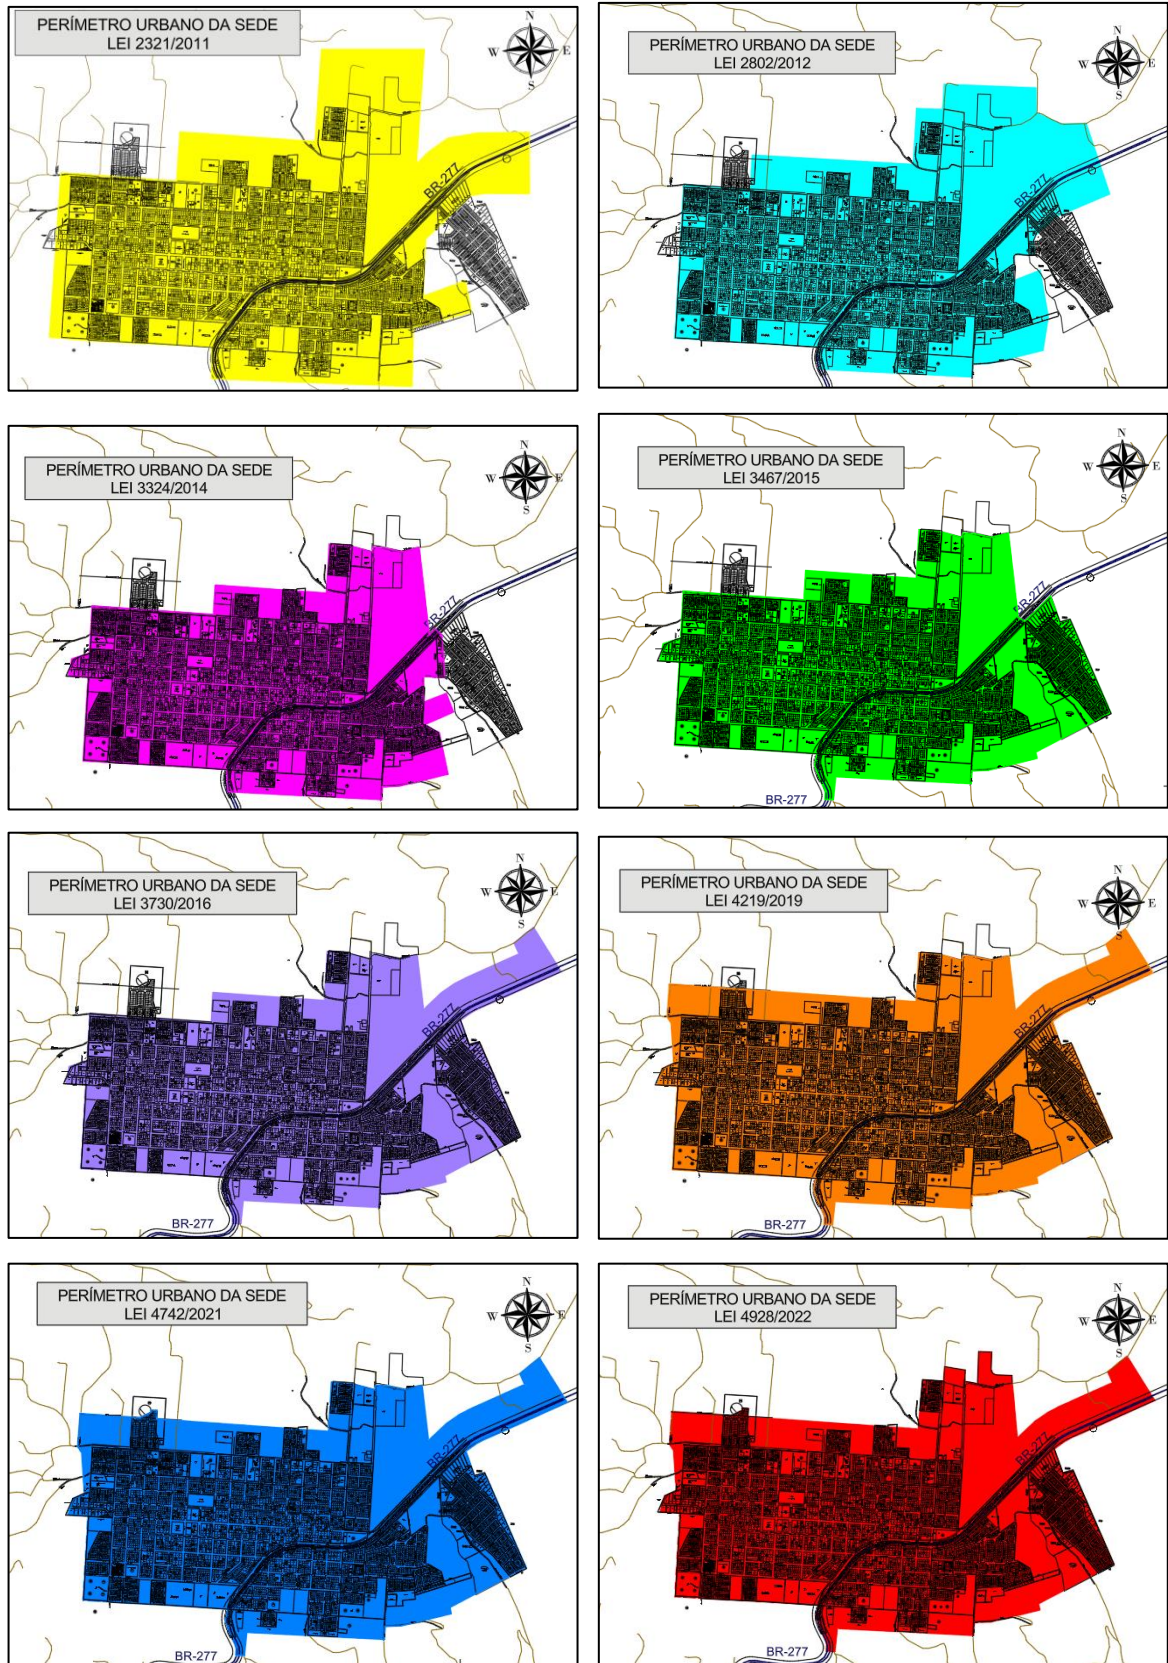 PERÍMETRO URBANO DA SEDE
LEI 2321/2011
N
W
E
S
BR-277
PERÍMETRO URBANO DA SEDE
LEI 2802/2012
N
W
E
S
BR-277
PERÍMETRO URBANO DA SEDE
LEI 3324/2014
N
W
E
S
BR-277
PERÍMETRO URBANO DA SEDE
LEI 3467/2015
N
W
E
S
BR-277
BR-277
PERÍMETRO URBANO DA SEDE
LEI 3730/2016
N
W
E
S
BR-277
BR-277
PERÍMETRO URBANO DA SEDE
LEI 4219/2019
N
W
E
S
BR-277
BR-277
PERÍMETRO URBANO DA SEDE
LEI 4742/2021
N
W
E
S
BR-277
BR-277
PERÍMETRO URBANO DA SEDE
LEI 4928/2022
N
W
E
S
BR-277
BR-277